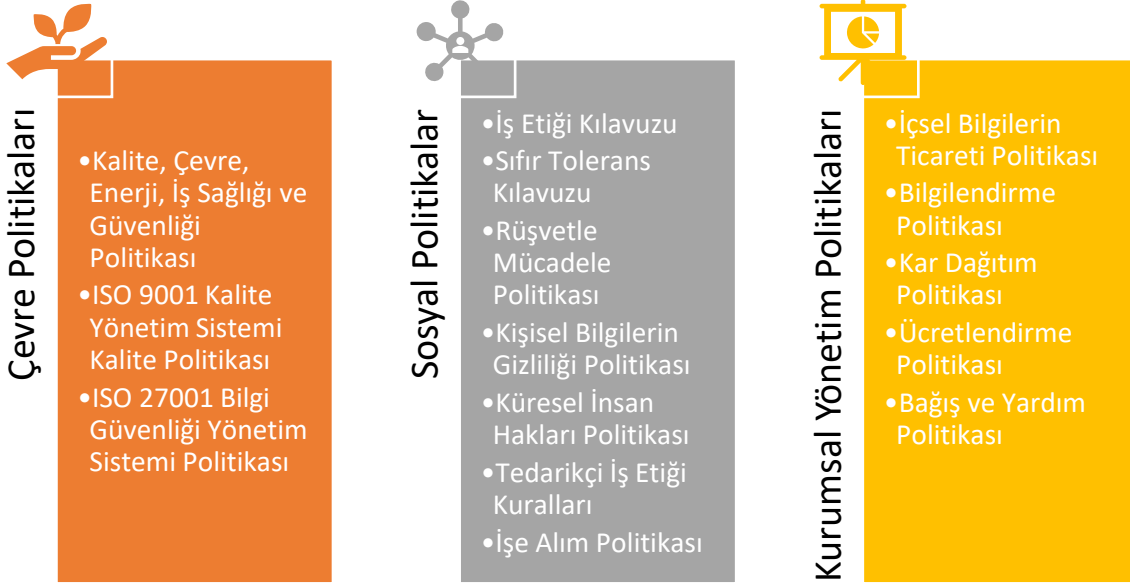 Çevre Politikaları
•Kalite, Çevre,
Enerji, İş Sağlığı ve
Güvenliği
Politikası
•ISO 9001 Kalite
Yönetim Sistemi
Kalite Politikası
•ISO 27001 Bilgi
Güvenliği Yönetim
Sistemi Politikası
Sosyal Politikalar
•İş Etiği Kılavuzu
•Sıfır Tolerans
Kılavuzu
•Rüşvetle
Mücadele
Politikası
•Kişisel Bilgilerin
Gizliliği Politikası
•Küresel İnsan
Hakları Politikası
•Tedarikçi İş Etiği
Kuralları
•İşe Alım Politikası
Kurumsal Yönetim Politikaları
•İçsel Bilgilerin
Ticareti Politikası
•Bilgilendirme
Politikası
•Kar Dağıtım
Politikası
•Ücretlendirme
Politikası
•Bağış ve Yardım
Politikası